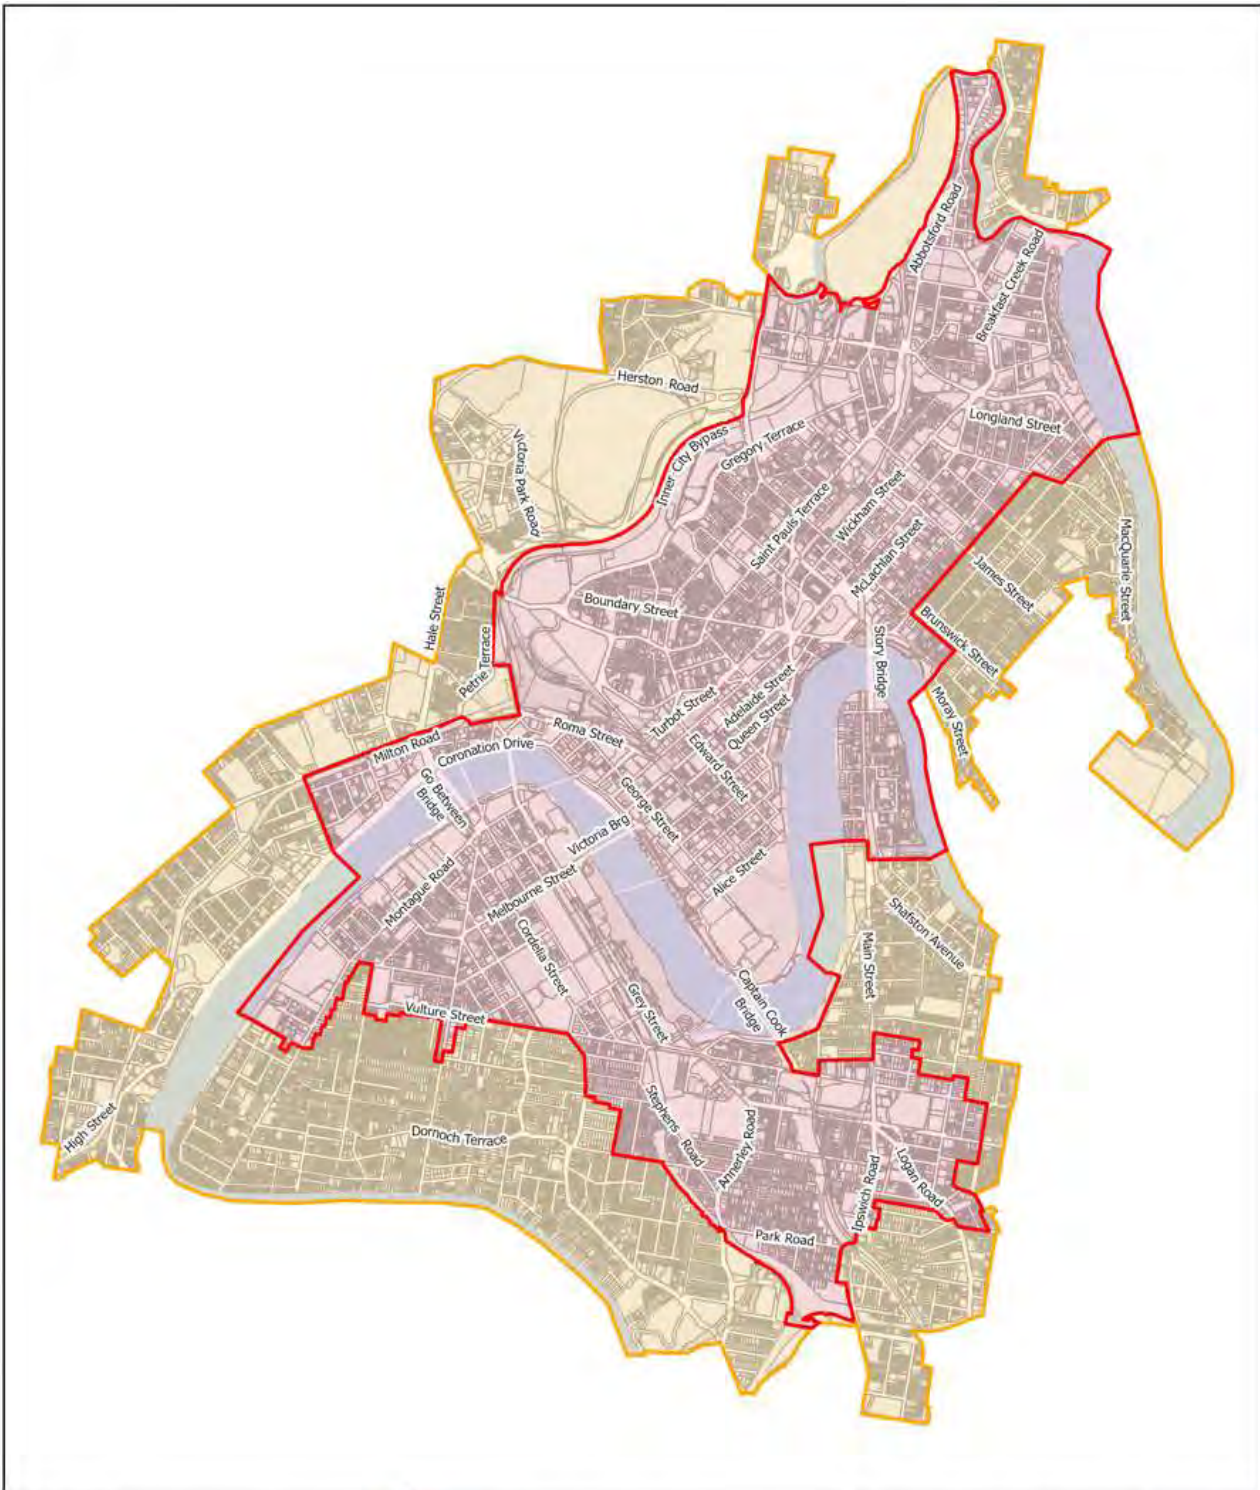 Abbotsford Road
Breakfast Creek Road
Herston Road
Longland Street
Victoria Park Road
Inner City Bypass
Gregory Terrace
Saint Pauls Terrace
Wickham Street
McLachlan Street
MacQuarie Street
James Street
Boundary Street
Hale Street
Brunswick Street
Petrie Terrace
Story Bridge
Moray Street
Turbot Street
Adelaide Street
Queen Street
Roma Street
Milton Road
Coronation Drive
Edward Street
Go Between
Bridge
George Street
Victoria Brg
Montague Road
Melbourne Street
Alice Street
Cordelia Street
Shafston Avenue
Main Street
Grey Street
Captain Cook
Bridge
Vulture Street
High Street
Dornoch Terrace
Stephens Road
Annerley Road
Ipswich Road
Logan Road
Park Road